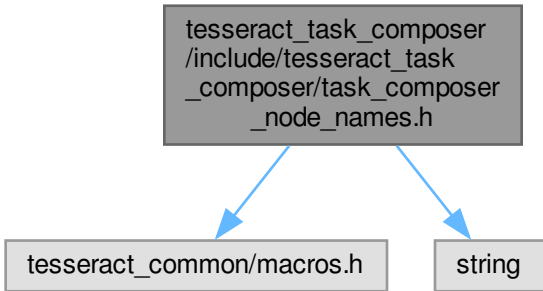 tesseract_task_composer
/include/tesseract_task
_composer/task_composer
_node_names.h
tesseract_common/macros.h
string